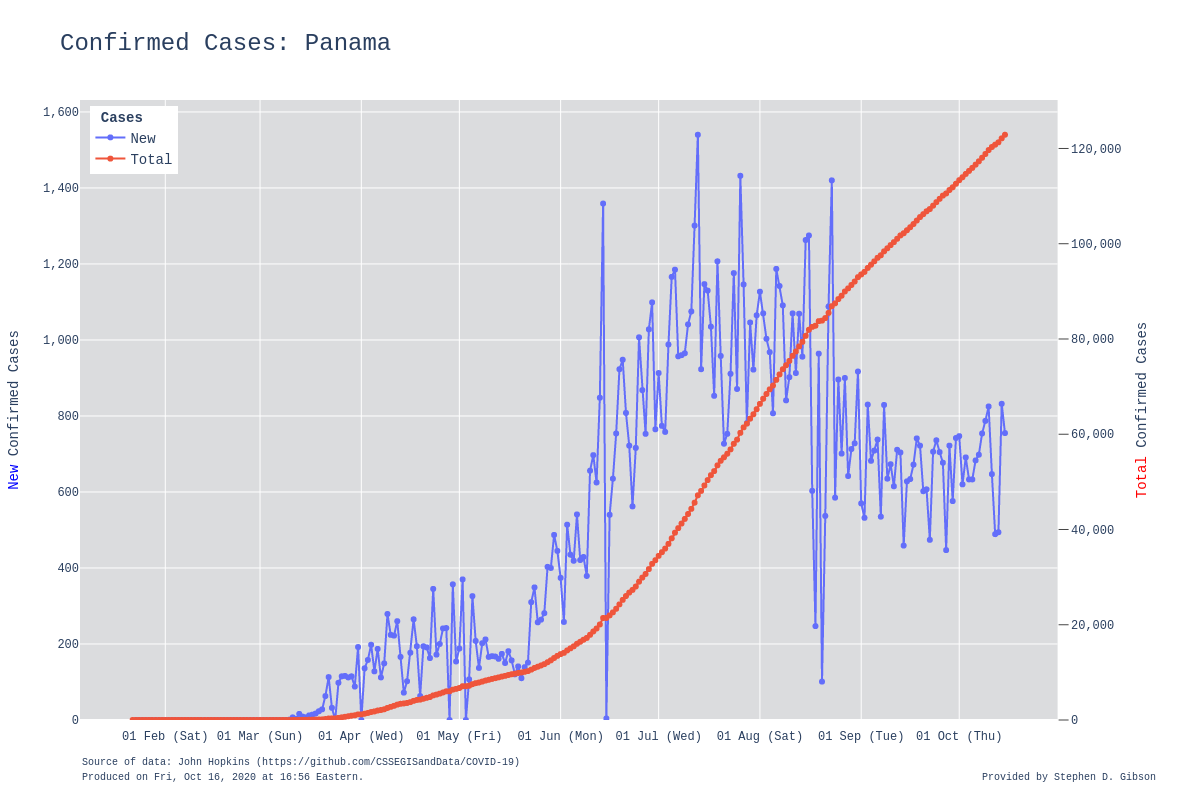 Confirmed Cases: Panama
Cases
New
Total
1,600
1,400
1,200
1,000
800
600
400
200
0
New Confirmed Cases
120,000
100,000
80,000
60,000
40,000
20,000
0
Total Confirmed Cases
01 Feb (Sat) 01 Mar (Sun) 01 Apr (Wed) 01 May (Fri) 01 Jun (Mon) 01 Jul (Wed) 01 Aug (Sat) 01 Sep (Tue) 01 Oct (Thu)
Source of data: John Hopkins (https://github.com/CSSEGISandData/COVID-19)
Produced on Fri, Oct 16, 2020 at 16:56 Eastern.
Provided by Stephen D. Gibson